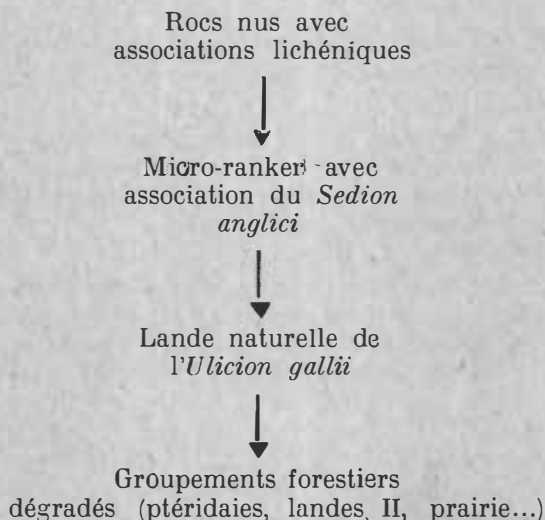 Rocs nus avec
associations lichéniques
Micro-ranker avec
association du Sedion
anglici
Lande naturelle de
l'Ulicion gallii
Groupements forestiers
dégradés (ptéridaies, landes II, prairie...)